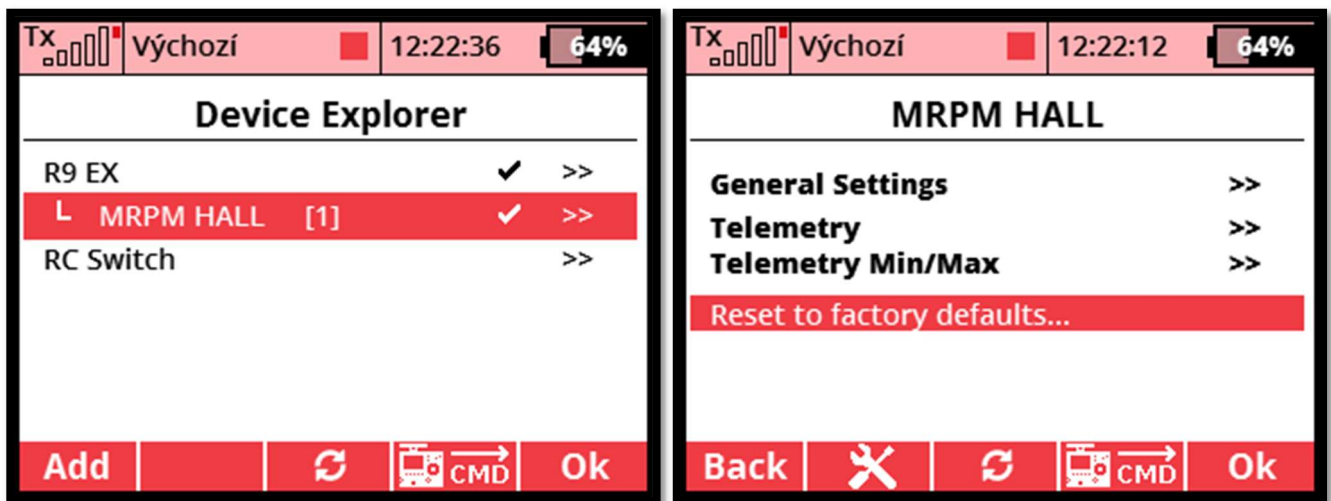 Tx Výchozí 12:22:36 64%
Device Explorer
R9 EX >>
MRPM HALL [1] >>
RC Switch >>
Add CMD Ok
Tx Výchozí 12:22:12 64%
MRPM HALL
General Settings >>
Telemetry >>
Telemetry Min/Max >>
Reset to factory defaults...
Back CMD Ok